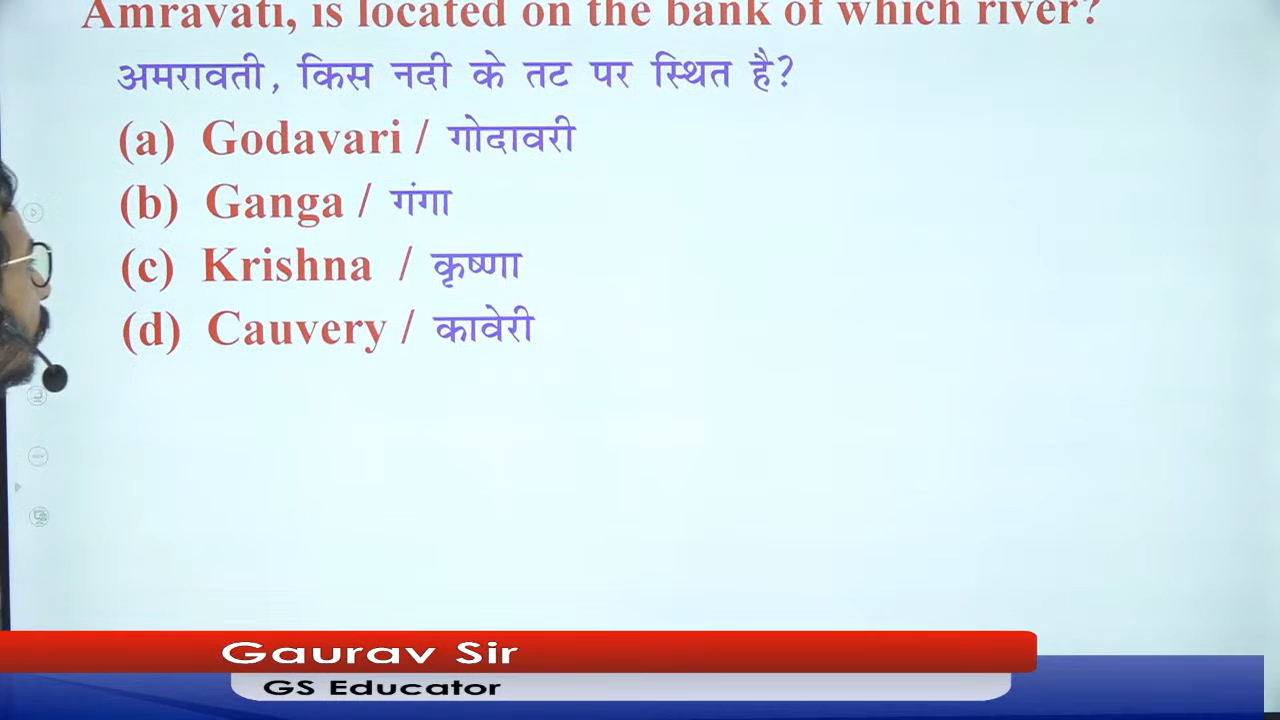 Amravati, is located on the bank of which river?
अमरावती, किस नदी के तट पर स्थित है?
(a) Godavari / गोदावरी
(b) Ganga / गंगा
(c) Krishna / कृष्णा
(d) Cauvery / कावेरी
Gaurav Sir
GS Educator